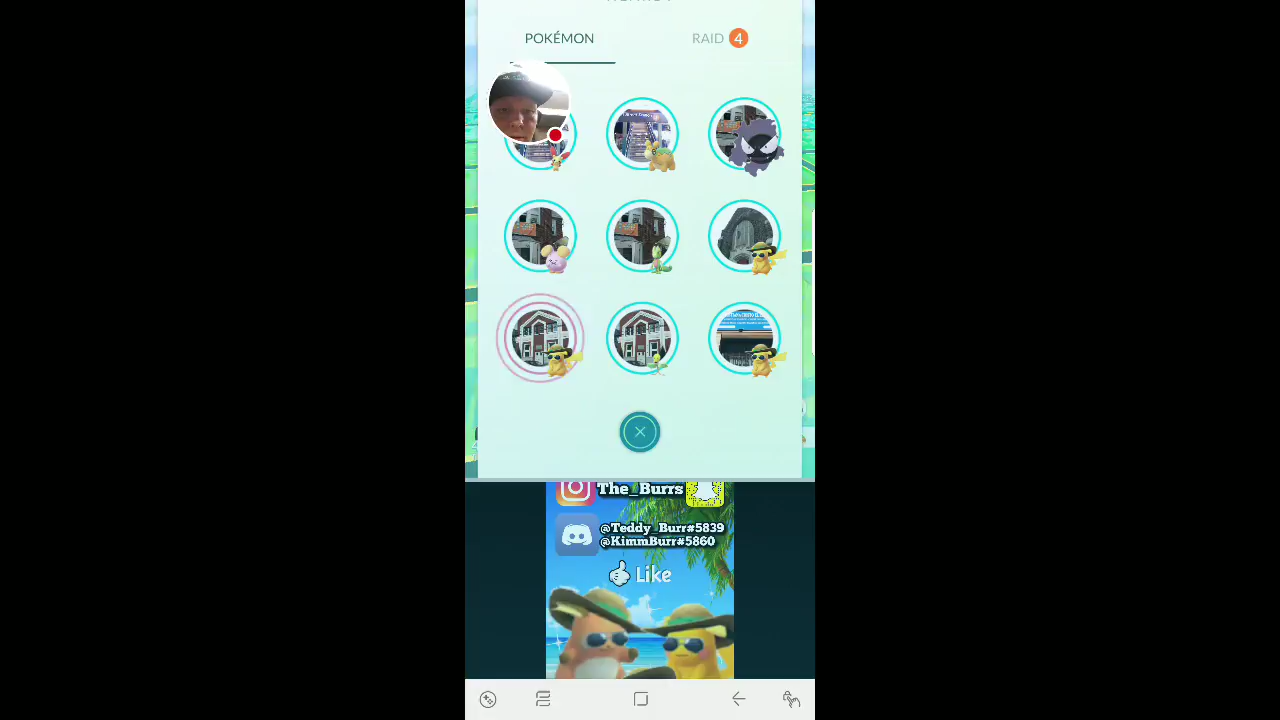 POKÉMON
RAID 4
The_Burrs
@Teddy_Burr#5839
@KimmBurr#5860
Like